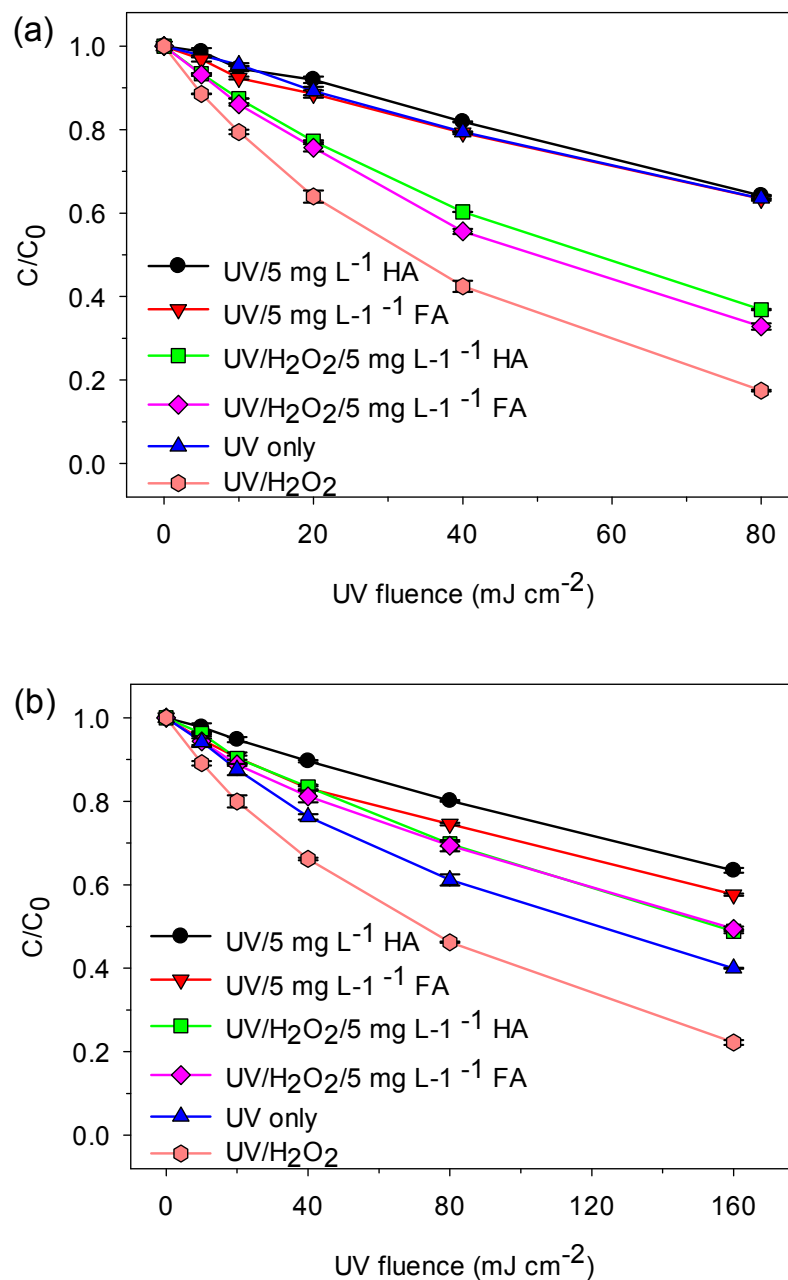 (a)
1.0
0.8
0.6
0.4
0.2
0.0
C/C0
UV/5 mg L-1 HA
UV/5 mg L-1 -1 FA
UV/H2O2/5 mg L-1 -1 HA
UV/H2O2/5 mg L-1 -1 FA
UV only
UV/H2O2
0 20 40 60 80
UV fluence (mJ cm-2)
(b)
1.0
0.8
0.6
0.4
0.2
0.0
C/C0
UV/5 mg L-1 HA
UV/5 mg L-1 -1 FA
UV/H2O2/5 mg L-1 -1 HA
UV/H2O2/5 mg L-1 -1 FA
UV only
UV/H2O2
0 40 80 120 160
UV fluence (mJ cm-2)